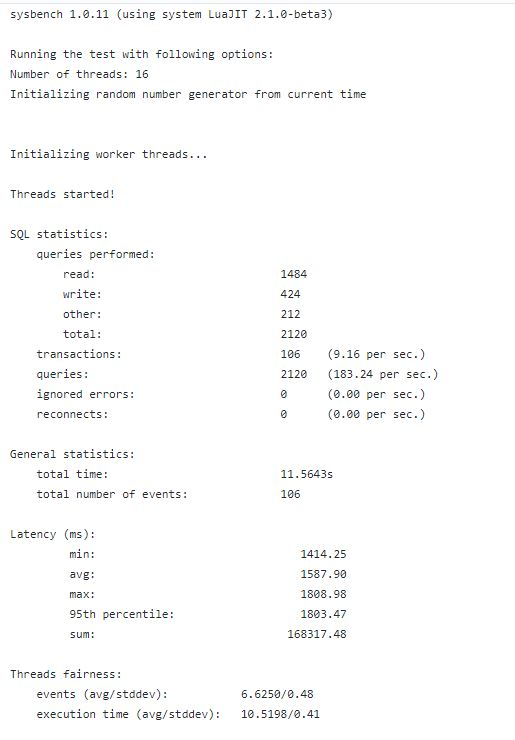 sysbench 1.0.11 (using system LuaJIT 2.1.0-beta3)
Running the test with following options:
Number of threads: 16
Initializing random number generator from current time
Initializing worker threads...
Threads started!
SQL statistics:
queries performed:
read: 1484
write: 424
other: 212
total: 2120
transactions: 106 (9.16 per sec.)
queries: 2120 (183.24 per sec.)
ignored errors: 0 (0.00 per sec.)
reconnects: 0 (0.00 per sec.)
General statistics:
total time: 11.5643s
total number of events: 106
Latency (ms):
min: 1414.25
avg: 1587.90
max: 1808.98
95th percentile: 1803.47
sum: 168317.48
Threads fairness:
events (avg/stddev): 6.6250/0.48
execution time (avg/stddev): 10.5198/0.41